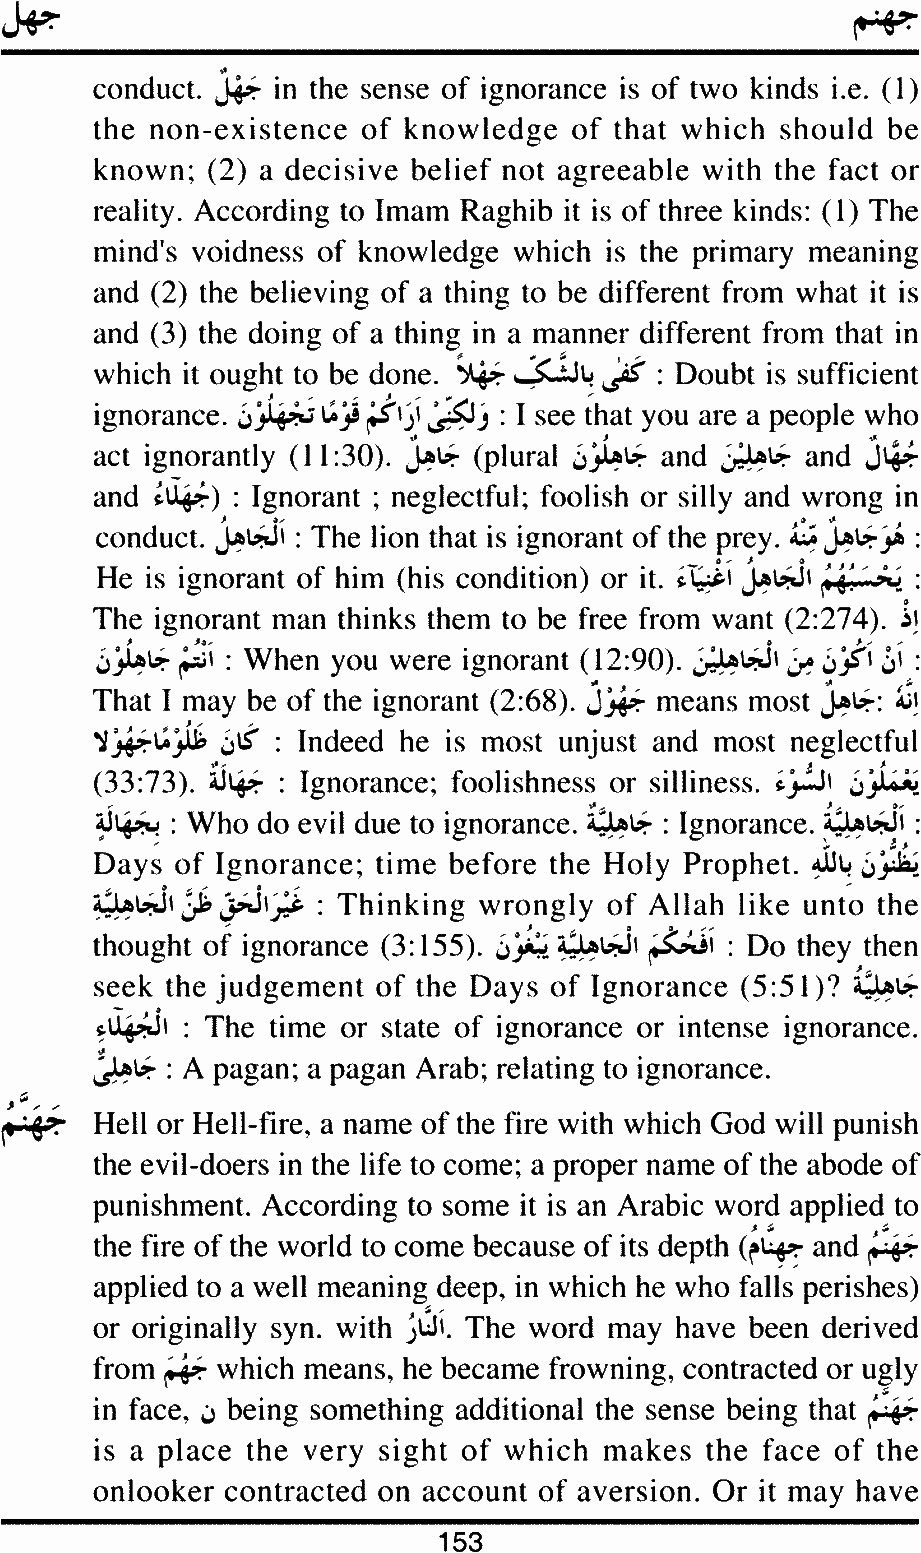 جهل جهنم
conduct. جَهْلٌ in the sense of ignorance is of two kinds i.e. (1)
the non-existence of knowledge of that which should be
known; (2) a decisive belief not agreeable with the fact or
reality. According to Imam Raghib it is of three kinds: (1) The
mind's voidness of knowledge which is the primary meaning
and (2) the believing of a thing to be different from what it is
and (3) the doing of a thing in a manner different from that in
which it ought to be done. كَفٰى بِالشَّكِّ جَهْلاً : Doubt is sufficient
ignorance. وَلٰكِنِّيْ اَرَاكُمْ قَوْمًا تَجْهَلُوْنَ : I see that you are a people who
act ignorantly (11:30). جَاهِلٌ (plural جَاهِلُوْنَ and جَاهِلِيْنَ and جُهَّالٌ
and جُهَلَآءُ) : Ignorant ; neglectful; foolish or silly and wrong in
conduct. اَلْجَاهِلُ : The lion that is ignorant of the prey. هُوَ جَاهِلٌ مِّنْهُ :
He is ignorant of him (his condition) or it. يَحْسَبُهُمُ الْجَاهِلُ اَغْنِيَآءَ :
The ignorant man thinks them to be free from want (2:274). اِذْ
اَنْتُمْ جَاهِلُوْنَ : When you were ignorant (12:90). اَنْ اَكُوْنَ مِنَ الْجَاهِلِيْنَ :
That I may be of the ignorant (2:68). جَهُوْلٌ means most جَاهِلٌ: اِنَّهُ
كَانَ ظَلُوْمًا جَهُوْلًا : Indeed he is most unjust and most neglectful
(33:73). جَهَالَةٌ : Ignorance; foolishness or silliness. يَعْمَلُوْنَ السُّوْءَ
بِجَهَالَةٍ : Who do evil due to ignorance. جَاهِلِيَّةٌ : Ignorance. اَلْجَاهِلِيَّةُ :
Days of Ignorance; time before the Holy Prophet. يَظُنُّوْنَ بِاللّٰهِ
غَيْرَ الْحَقِّ ظَنَّ الْجَاهِلِيَّةِ : Thinking wrongly of Allah like unto the
thought of ignorance (3:155). اَفَحُكْمَ الْجَاهِلِيَّةِ يَبْغُوْنَ : Do they then
seek the judgement of the Days of Ignorance (5:51)? جَاهِلِيَّةُ
الْجُهَلَآءِ : The time or state of ignorance or intense ignorance.
جَاهِلِىٌّ : A pagan; a pagan Arab; relating to ignorance.
جَهَنَّمُ Hell or Hell-fire, a name of the fire with which God will punish
the evil-doers in the life to come; a proper name of the abode of
punishment. According to some it is an Arabic word applied to
the fire of the world to come because of its depth (جِهِنَّامٌ and جَهَنَّمُ
applied to a well meaning deep, in which he who falls perishes)
or originally syn. with اَلنَّارُ. The word may have been derived
from جَهُمَ which means, he became frowning, contracted or ugly
in face, ن being something additional the sense being that جَهَنَّمُ
is a place the very sight of which makes the face of the
onlooker contracted on account of aversion. Or it may have
153